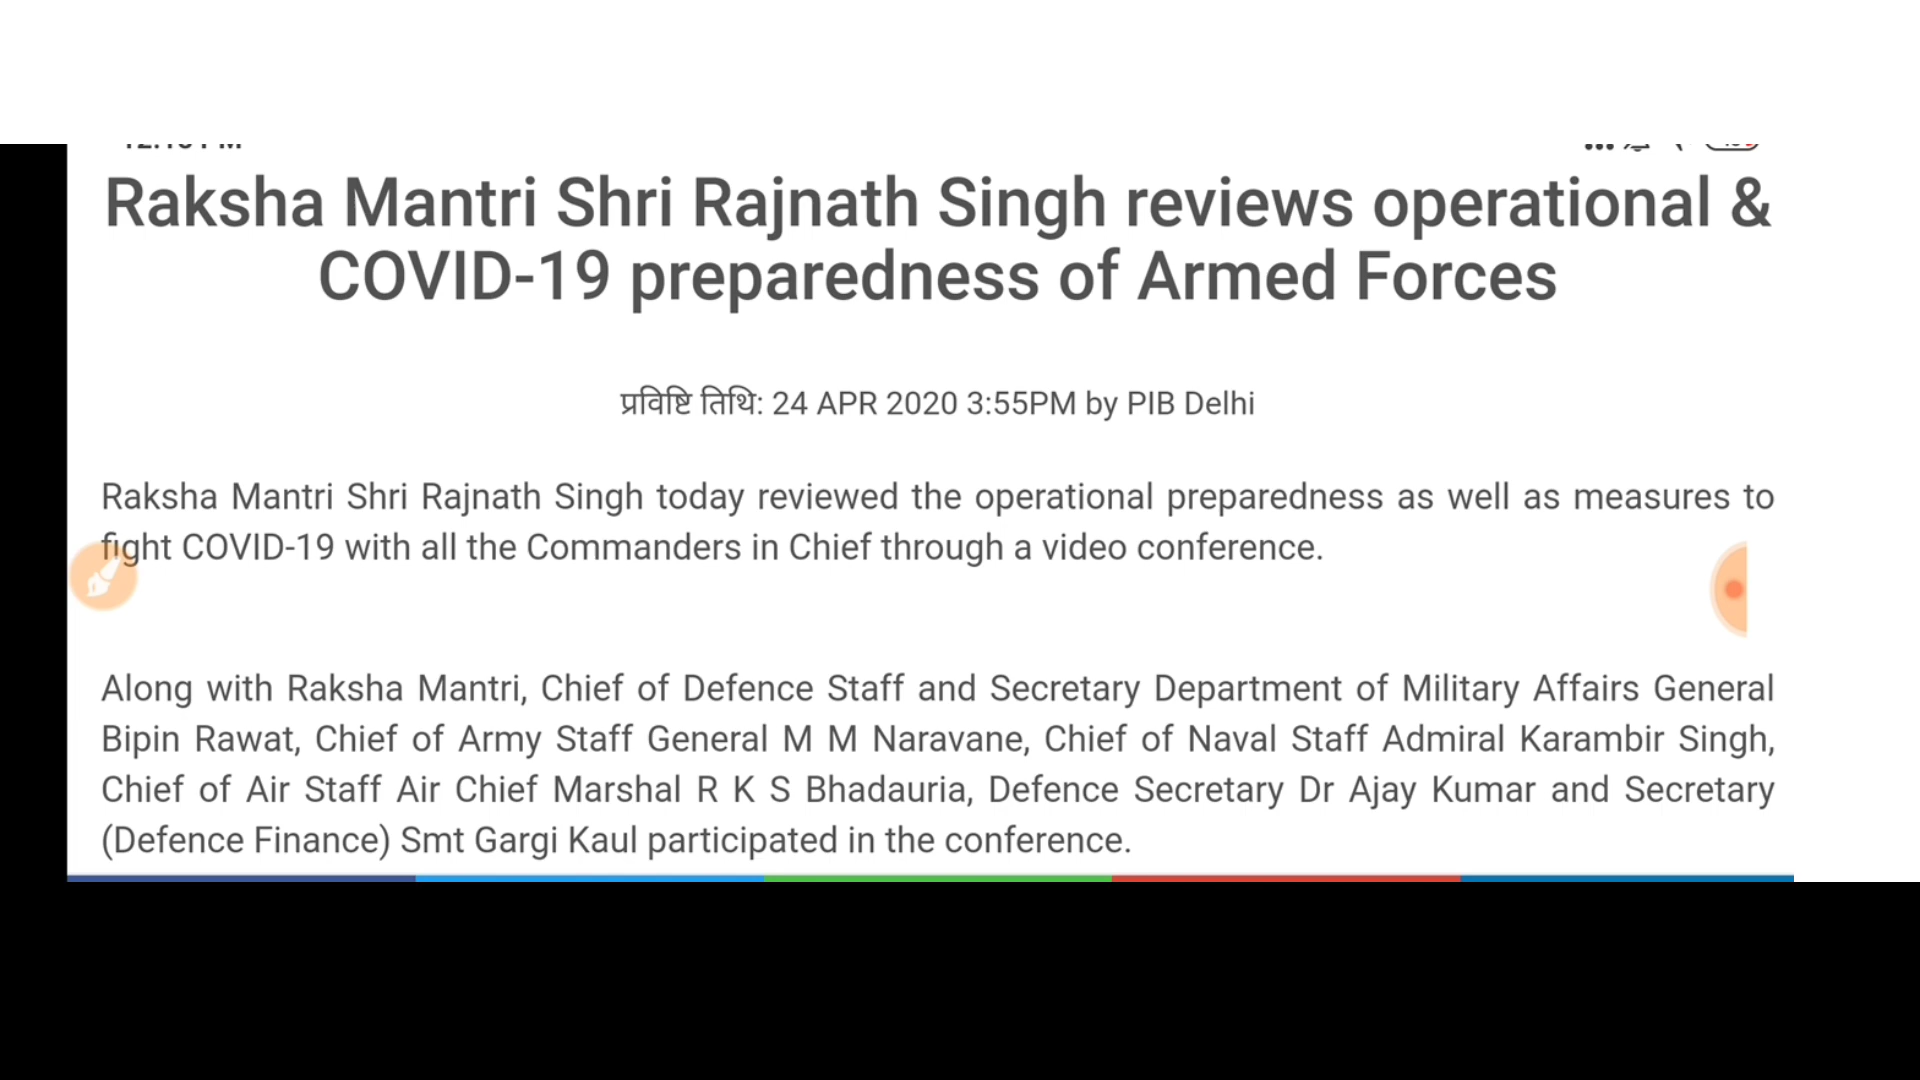 Raksha Mantri Shri Rajnath Singh reviews operational &
COVID-19 preparedness of Armed Forces
प्रविष्टि तिथि: 24 APR 2020 3:55PM by PIB Delhi
Raksha Mantri Shri Rajnath Singh today reviewed the operational preparedness as well as measures to
fight COVID-19 with all the Commanders in Chief through a video conference.
Along with Raksha Mantri, Chief of Defence Staff and Secretary Department of Military Affairs General
Bipin Rawat, Chief of Army Staff General M M Naravane, Chief of Naval Staff Admiral Karambir Singh,
Chief of Air Staff Air Chief Marshal R K S Bhadauria, Defence Secretary Dr Ajay Kumar and Secretary
(Defence Finance) Smt Gargi Kaul participated in the conference.